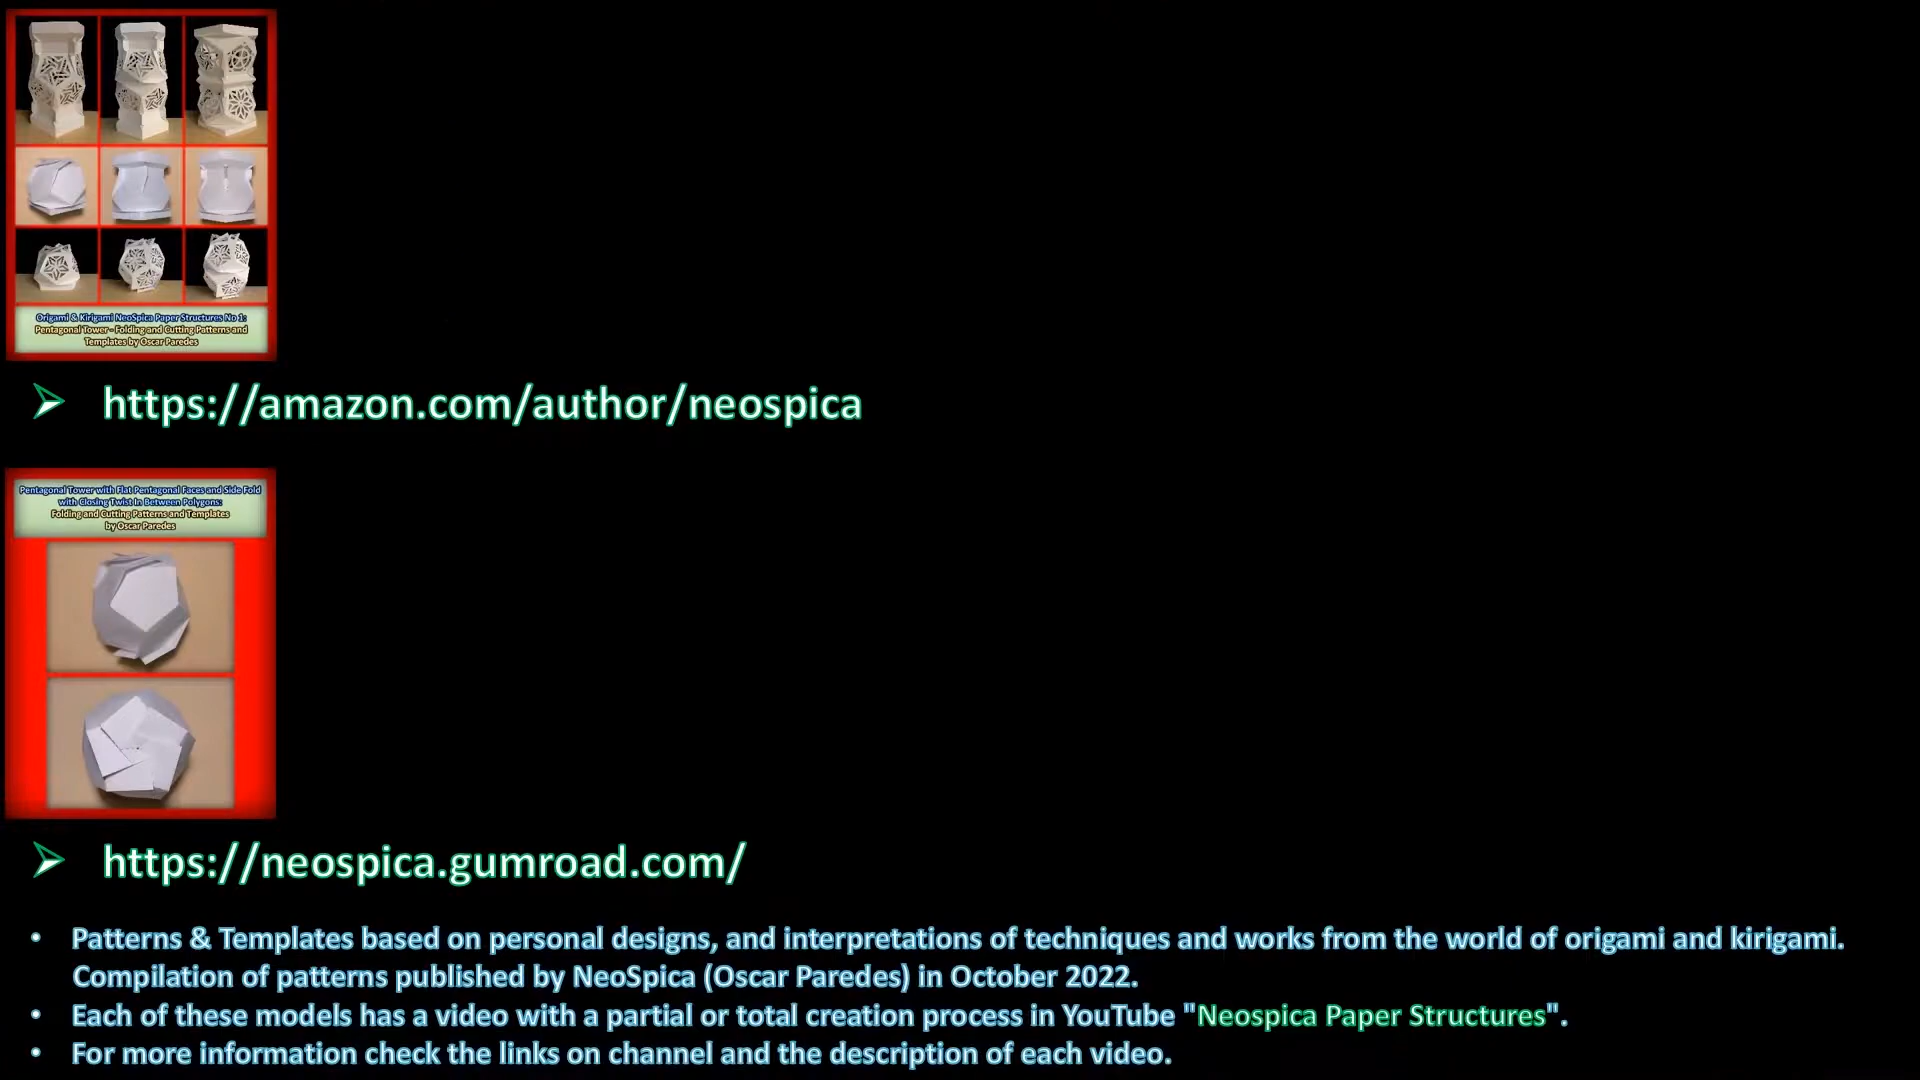 Origami & Kirigami NeoSpica Paper Structures No 1:
Pentagonal Tower - Folding and Cutting Patterns and
Templates by Oscar Paredes
➢ https://amazon.com/author/neospica
Pentagonal Tower with Flat Pentagonal Faces and Side Fold
with Closing Twist In Between Polygons:
Folding and Cutting Patterns and Templates
by Oscar Paredes
➢ https://neospica.gumroad.com/
• Patterns & Templates based on personal designs, and interpretations of techniques and works from the world of origami and kirigami.
Compilation of patterns published by NeoSpica (Oscar Paredes) in October 2022.
• Each of these models has a video with a partial or total creation process in YouTube "Neospica Paper Structures".
• For more information check the links on channel and the description of each video.